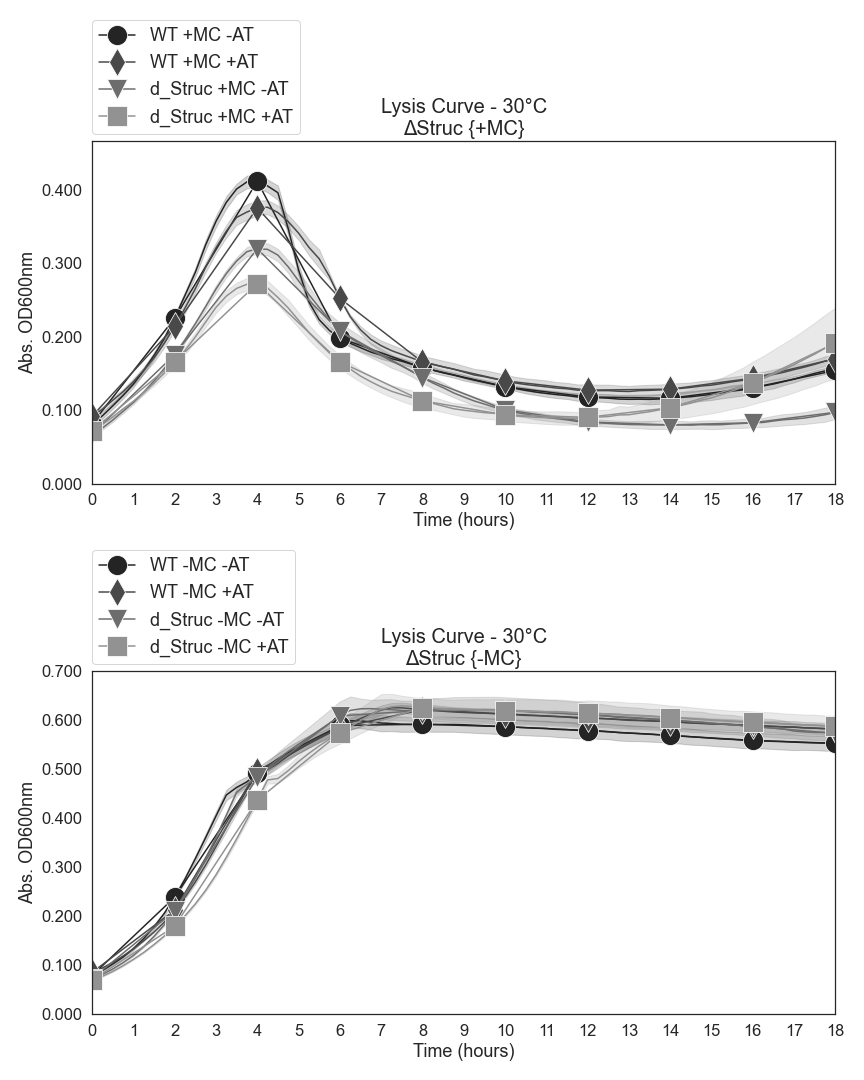 WT +MC -AT
WT +MC +AT
d_Struc +MC -AT
d_Struc +MC +AT
Lysis Curve - 30°C
ΔStruc {+MC}
Abs. OD600nm
0.400
0.300
0.200
0.100
0.000
0 1 2 3 4 5 6 7 8 9 10 11 12 13 14 15 16 17 18
Time (hours)
WT -MC -AT
WT -MC +AT
d_Struc -MC -AT
d_Struc -MC +AT
Lysis Curve - 30°C
ΔStruc {-MC}
Abs. OD600nm
0.700
0.600
0.500
0.400
0.300
0.200
0.100
0.000
0 1 2 3 4 5 6 7 8 9 10 11 12 13 14 15 16 17 18
Time (hours)